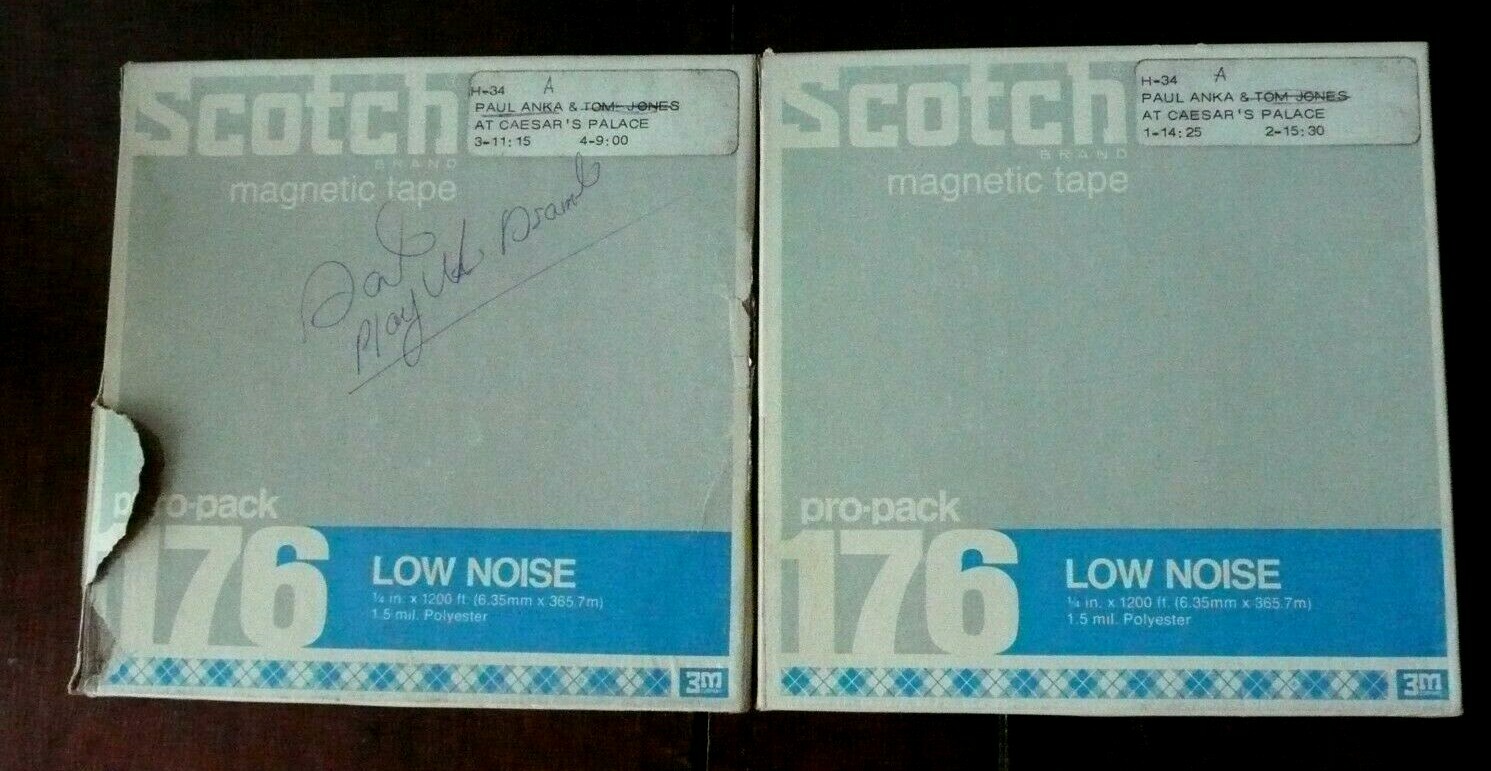 Scotch
BRAND
magnetic tape
H-34 A
PAUL ANKA & TOM JONES
AT CAESAR'S PALACE
3-11:15 4-9:00
Play
pro-pack
176
LOW NOISE
¼ in. x 1200 ft. (6.35mm x 365.7m)
1.5 mil. Polyester
3M
Scotch
BRAND
magnetic tape
H-34 A
PAUL ANKA & TOM JONES
AT CAESAR'S PALACE
1-14:25 2-15:30
pro-pack
176
LOW NOISE
¼ in. x 1200 ft. (6.35mm x 365.7m)
1.5 mil. Polyester
3M